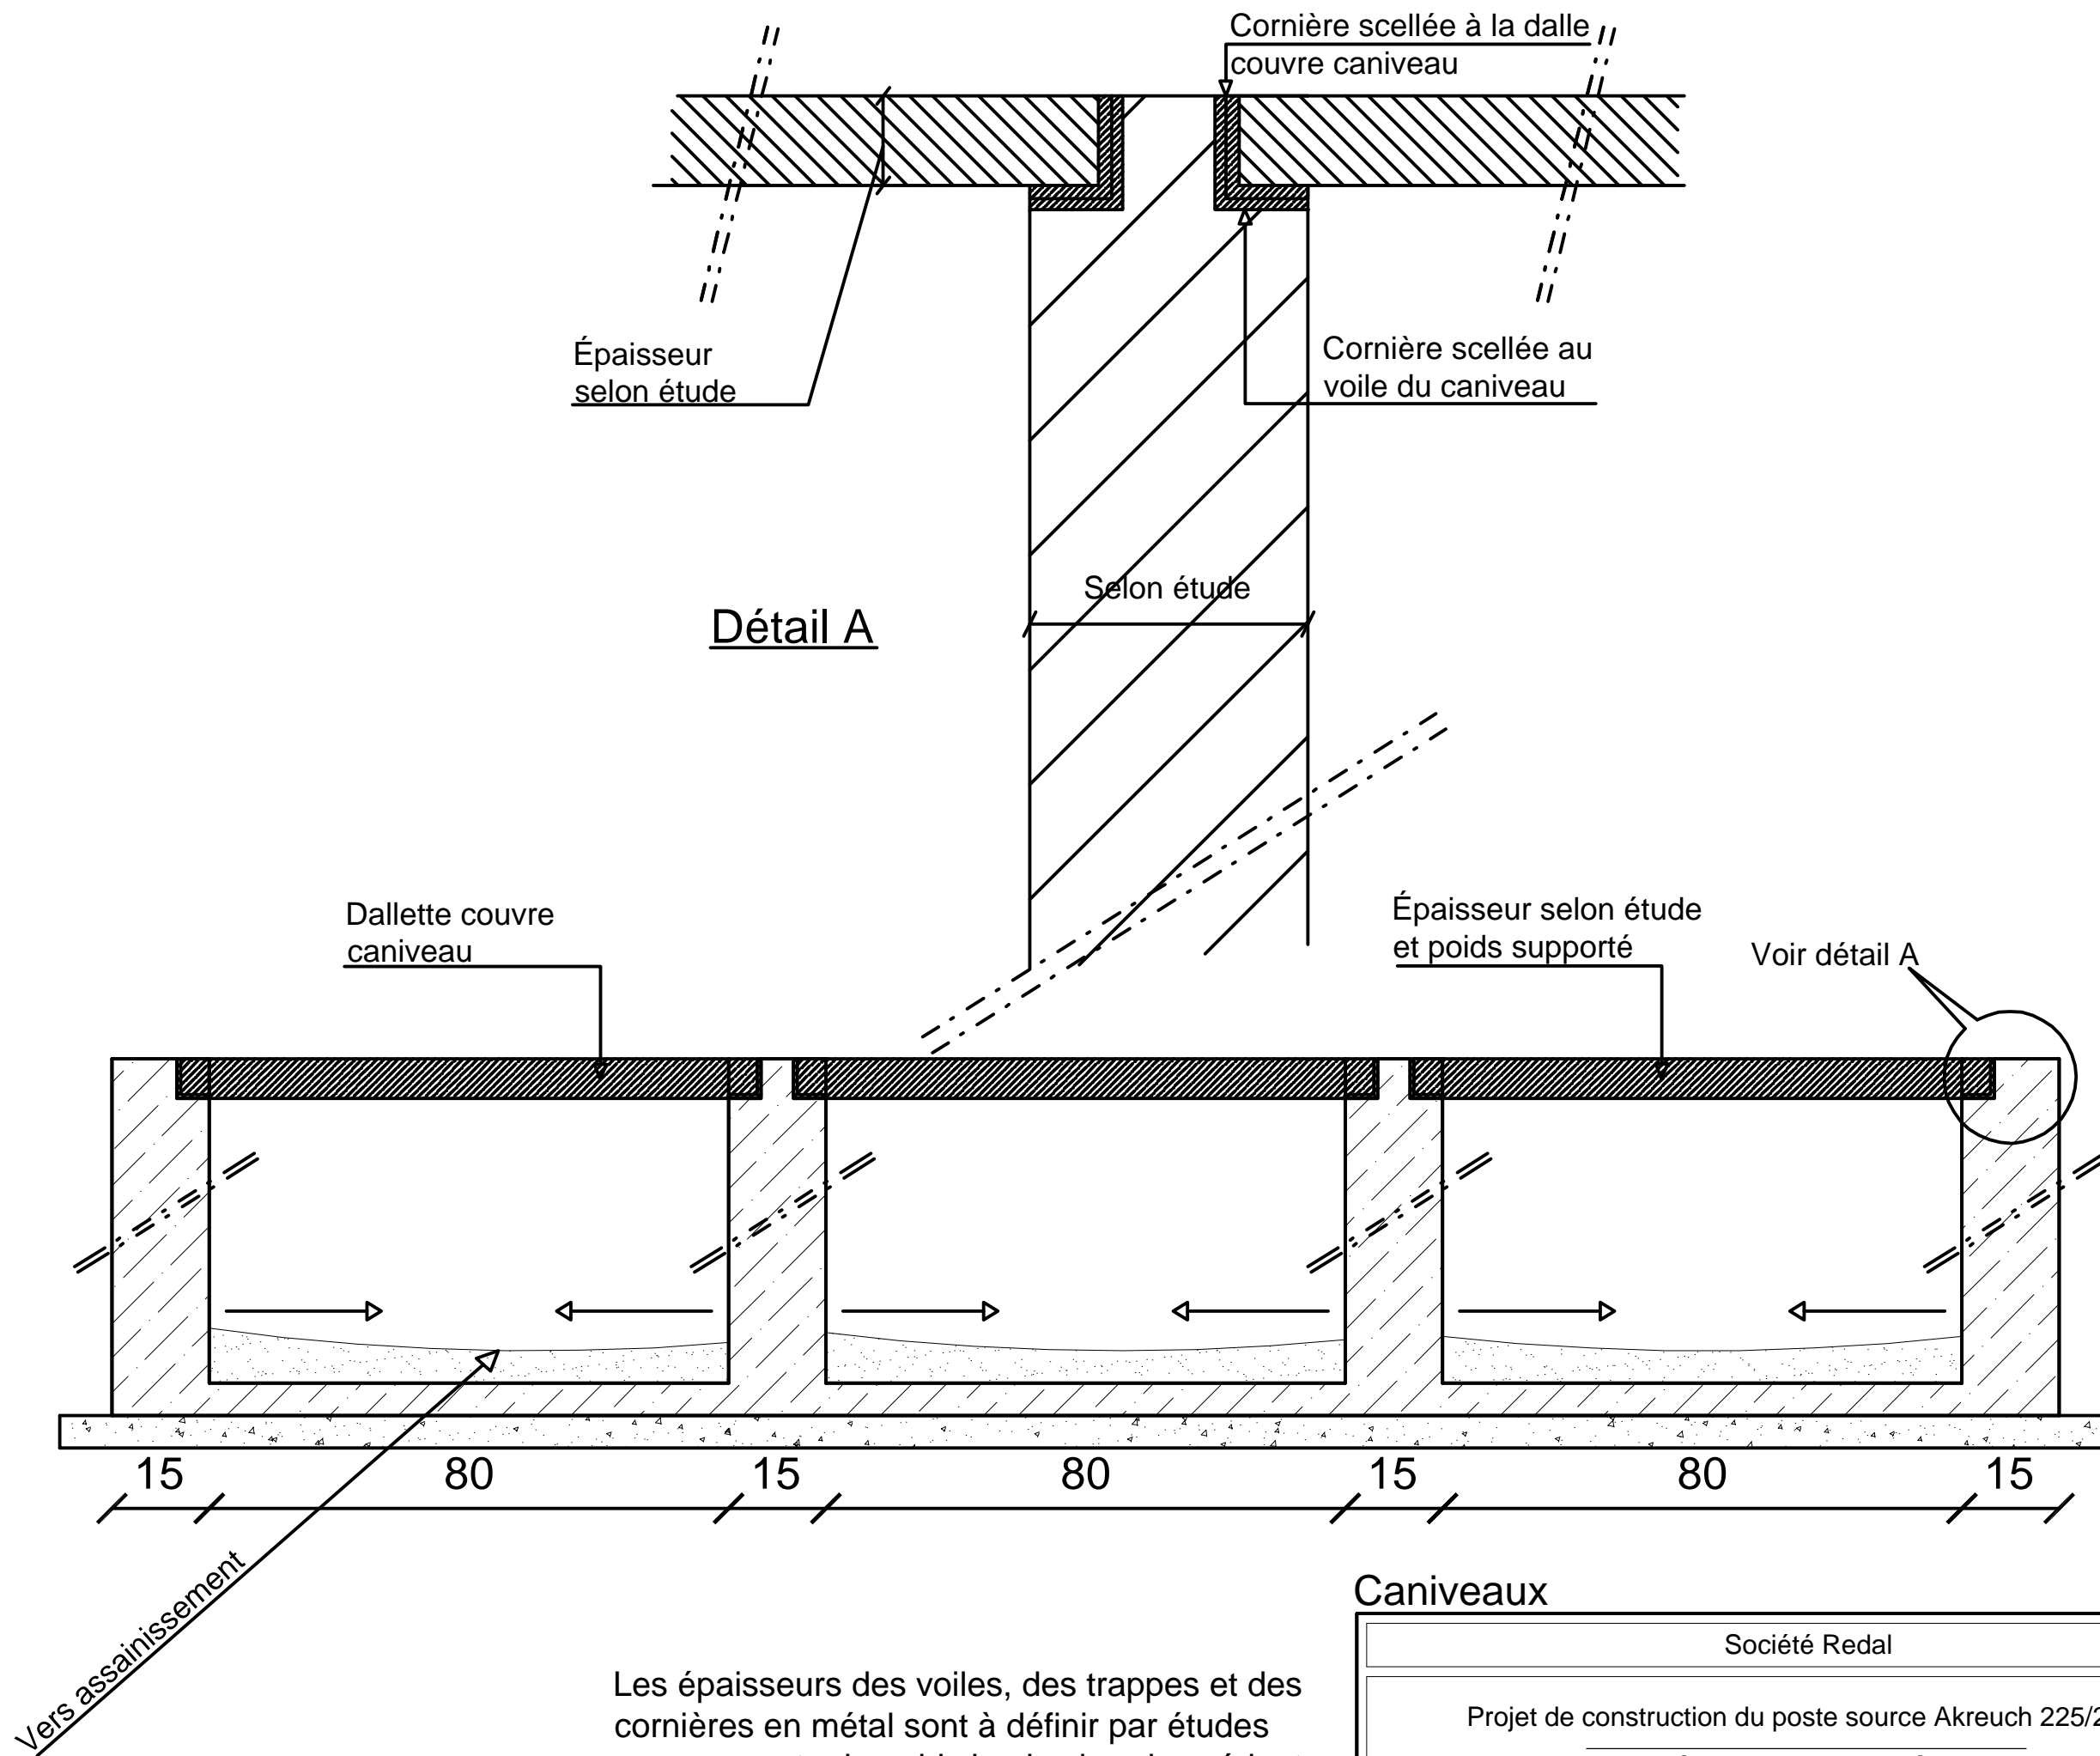 Cornière scellée à la dalle
couvre caniveau
Épaisseur
selon étude
Cornière scellée au
voile du caniveau
Selon étude
Détail A
Dallette couvre
caniveau
Épaisseur selon étude
et poids supporté
Voir détail A
15 80 15 80 15 80 15
Vers assainissement
Caniveaux
Société Redal
Projet de construction du poste source Akreuch 225/2
Les épaisseurs des voiles, des trappes et des
cornières en métal sont à définir par études